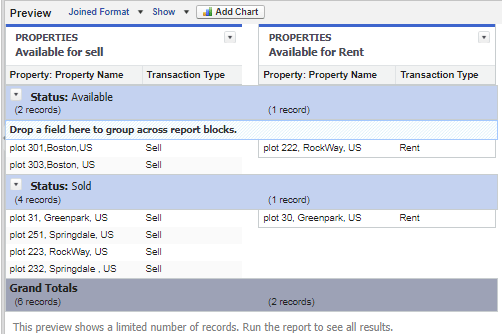 Preview Joined Format Show Add Chart
PROPERTIES PROPERTIES
Available for sell Available for Rent
Property: Property Name Transaction Type Property: Property Name Transaction Type
Status: Available
(2 records) (1 record)
Drop a field here to group across report blocks.
plot 301,Boston,US Sell plot 222, RockWay, US Rent
plot 303,Boston, US Sell
Status: Sold
(4 records) (1 record)
plot 31, Greenpark, US Sell plot 30, Greenpark, US Rent
plot 251, Springdale, US Sell
plot 223, RockWay, US Sell
plot 232, Springdale , US Sell
Grand Totals
(6 records) (2 records)
This preview shows a limited number of records. Run the report to see all results.